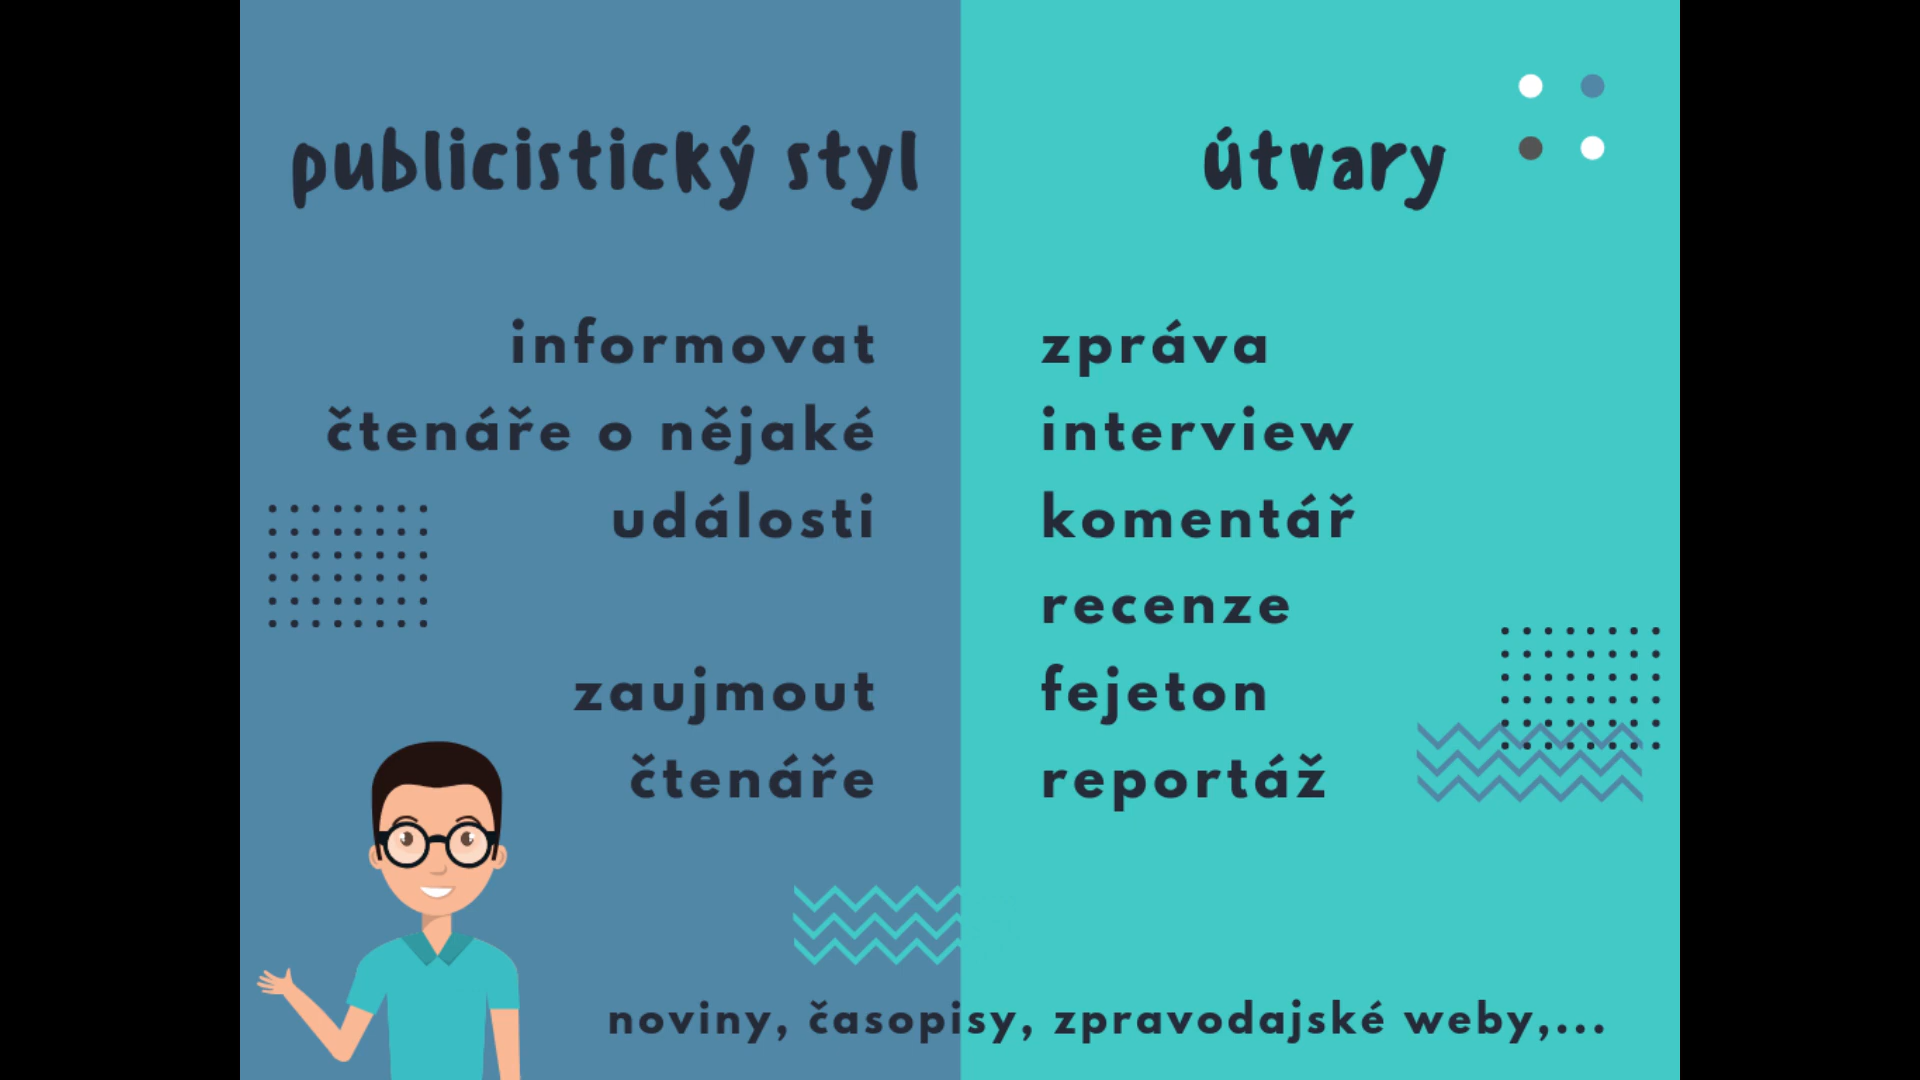 publicistický styl
informovat
čtenáře o nějaké
události
zaujmout
čtenáře
útvary
zpráva
interview
komentář
recenze
fejeton
reportáž
noviny, časopisy, zpravodajské weby,...